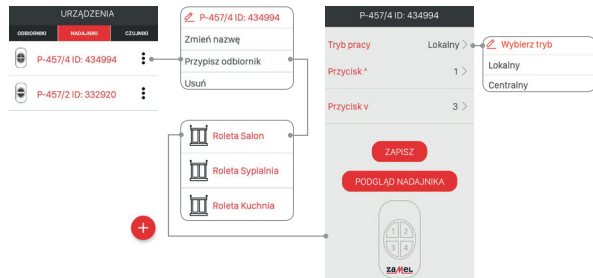 URZĄDZENIA
ODBIORNIKI NADAJNIKI CZUJNIKI
P-457/4 ID: 434994
P-457/2 ID: 332920
+
P-457/4 ID: 434994
Zmień nazwę
Przypisz odbiornik
Usuń
Roleta Salon
Roleta Sypialnia
Roleta Kuchnia
P-457/4 ID: 434994
Tryb pracy Lokalny >
Przycisk ^ 1 >
Przycisk v 3 >
ZAPISZ
PODGLĄD NADAJNIKA
1 2
3 4
zamel
Wybierz tryb
Lokalny
Centralny